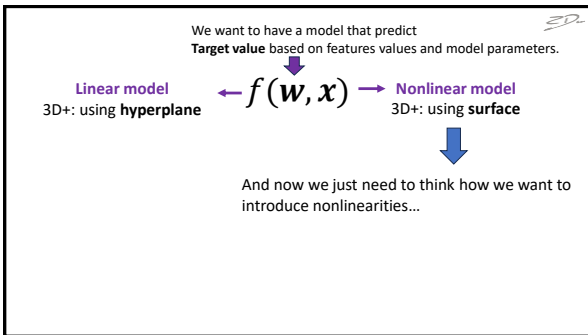 We want to have a model that predict
Target value based on features values and model parameters.
Linear model
3D+: using hyperplane
f(w, x)
Nonlinear model
3D+: using surface
And now we just need to think how we want to
introduce nonlinearities...